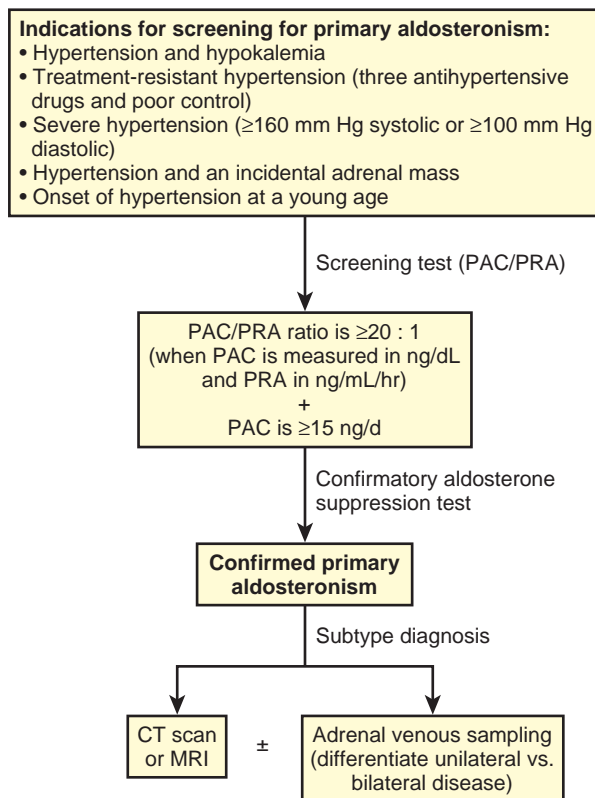 Indications for screening for primary aldosteronism:
• Hypertension and hypokalemia
• Treatment-resistant hypertension (three antihypertensive
drugs and poor control)
• Severe hypertension (≥160 mm Hg systolic or ≥100 mm Hg
diastolic)
• Hypertension and an incidental adrenal mass
• Onset of hypertension at a young age
Screening test (PAC/PRA)
PAC/PRA ratio is ≥20 : 1
(when PAC is measured in ng/dL
and PRA in ng/mL/hr)
+
PAC is ≥15 ng/d
Confirmatory aldosterone
suppression test
Confirmed primary
aldosteronism
Subtype diagnosis
CT scan
or MRI
±
Adrenal venous sampling
(differentiate unilateral vs.
bilateral disease)